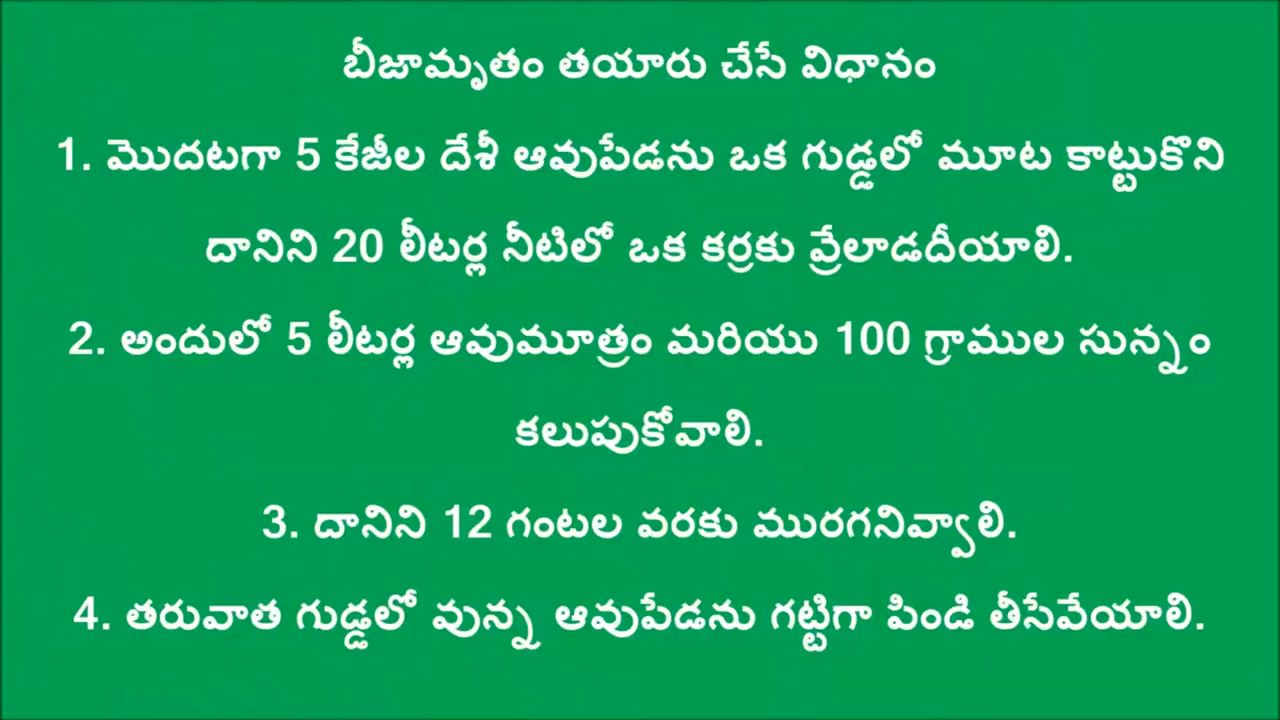 బీజామృతం తయారు చేసే విధానం
1. మొదటగా 5 కేజీల దేశీ ఆవుపేడను ఒక గుడ్డలో మూట కాట్టుకొని
దానిని 20 లీటర్ల నీటిలో ఒక కర్రకు వ్రేలాడదీయాలి.
2. అందులో 5 లీటర్ల ఆవుమూత్రం మరియు 100 గ్రాముల సున్నం
కలుపుకోవాలి.
3. దానిని 12 గంటల వరకు మురగనివ్వాలి.
4. తరువాత గుడ్డలో వున్న ఆవుపేడను గట్టిగా పిండి తీసేవేయాలి.